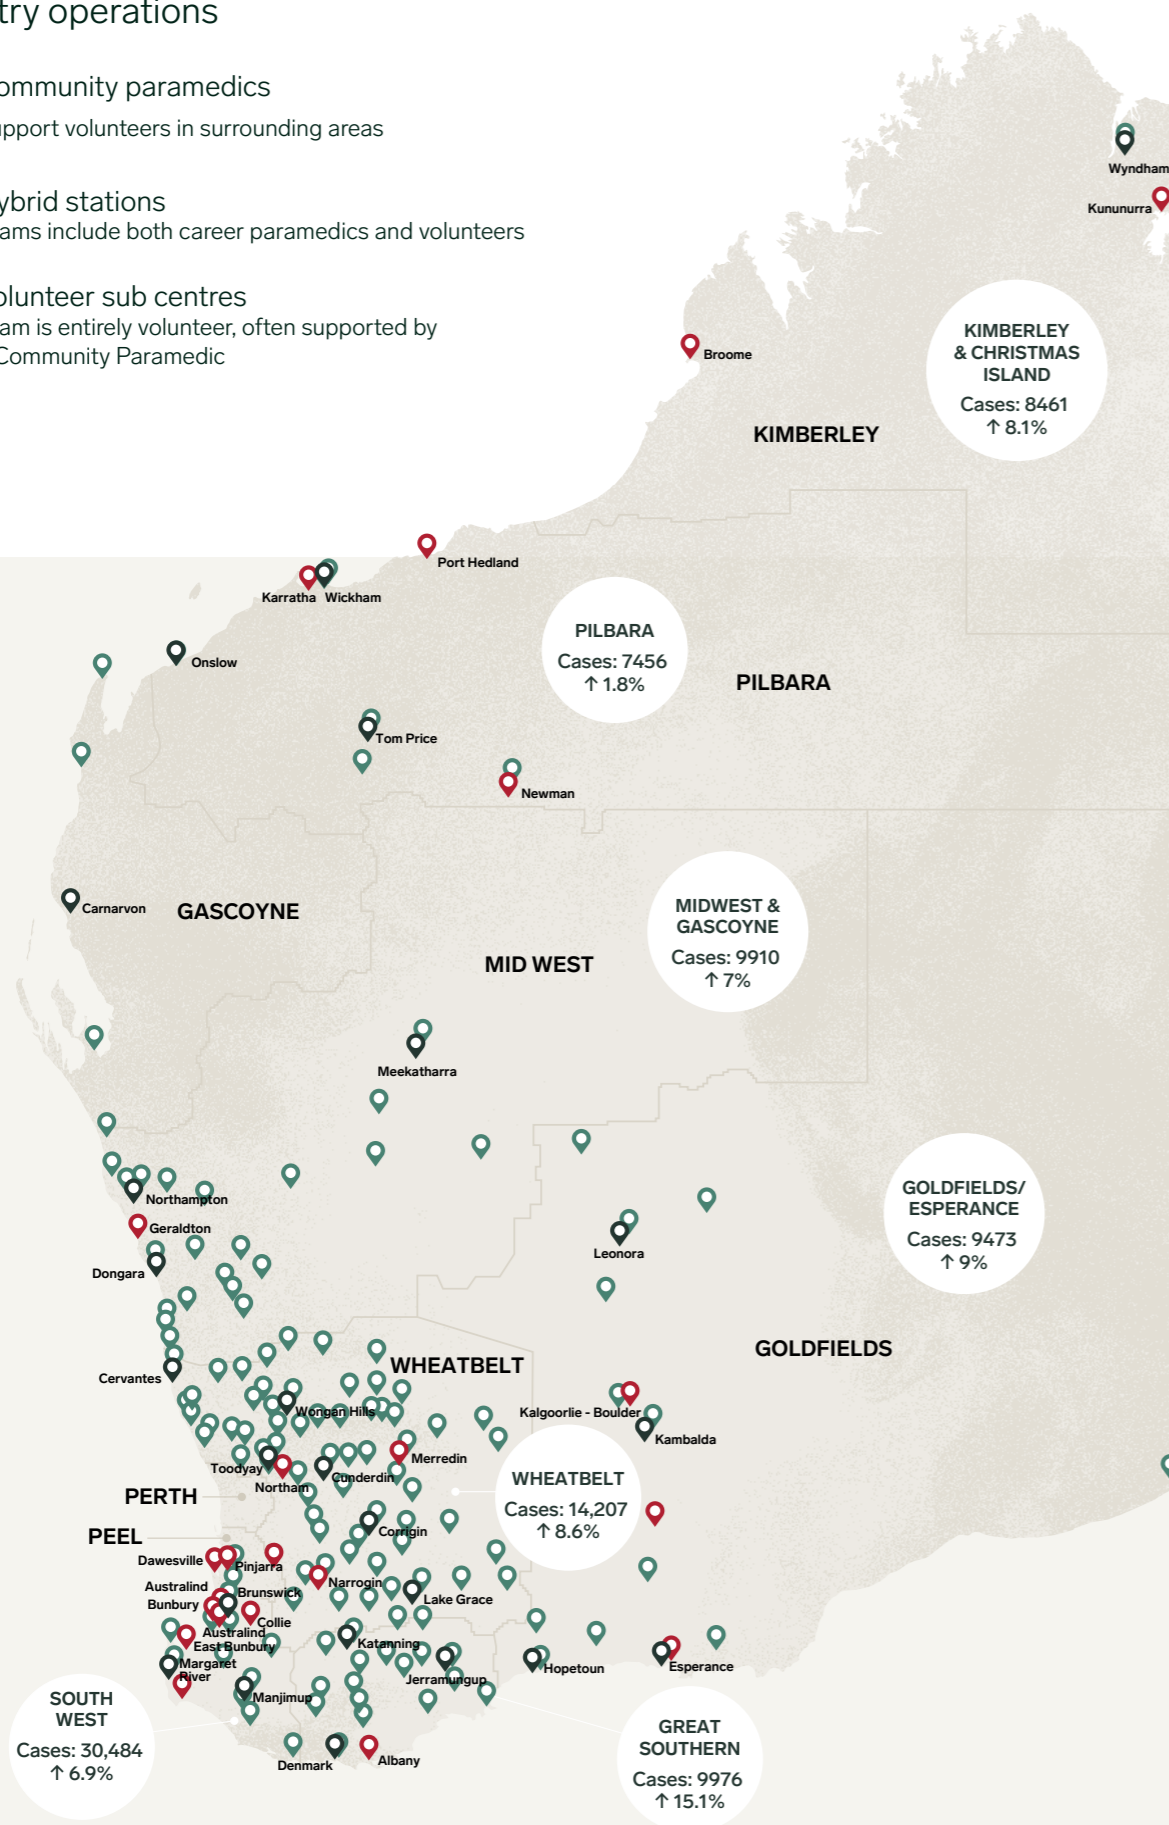 try operations
ommunity paramedics
pport volunteers in surrounding areas
ybrid stations
ams include both career paramedics and volunteers
olunteer sub centres
am is entirely volunteer, often supported by
Community Paramedic
Wyndham
Kununurra
Broome
KIMBERLEY
& CHRISTMAS
ISLAND
Cases: 8461
↑ 8.1%
KIMBERLEY
Port Hedland
Karratha
Wickham
Onslow
PILBARA
Cases: 7456
↑ 1.8%
PILBARA
Tom Price
Newman
Carnarvon
GASCOYNE
MIDWEST &
GASCOYNE
Cases: 9910
↑ 7%
MID WEST
Meekatharra
Northampton
Geraldton
Dongara
Leonora
GOLDFIELDS/
ESPERANCE
Cases: 9473
↑ 9%
GOLDFIELDS
Cervantes
WHEATBELT
Wongan Hills
Kalgoorlie - Boulder
Kambalda
Toodyay
Northam
Cunderdin
Merredin
WHEATBELT
Cases: 14,207
↑ 8.6%
PERTH
PEEL
Corrigin
Dawesville
Pinjarra
Narrogin
Australind
Bunbury
Brunswick
Collie
Lake Grace
Australind
East Bunbury
Katanning
Margaret
River
Jerramungup
Hopetoun
Esperance
Manjimup
SOUTH
WEST
Cases: 30,484
↑ 6.9%
Denmark
Albany
GREAT
SOUTHERN
Cases: 9976
↑ 15.1%